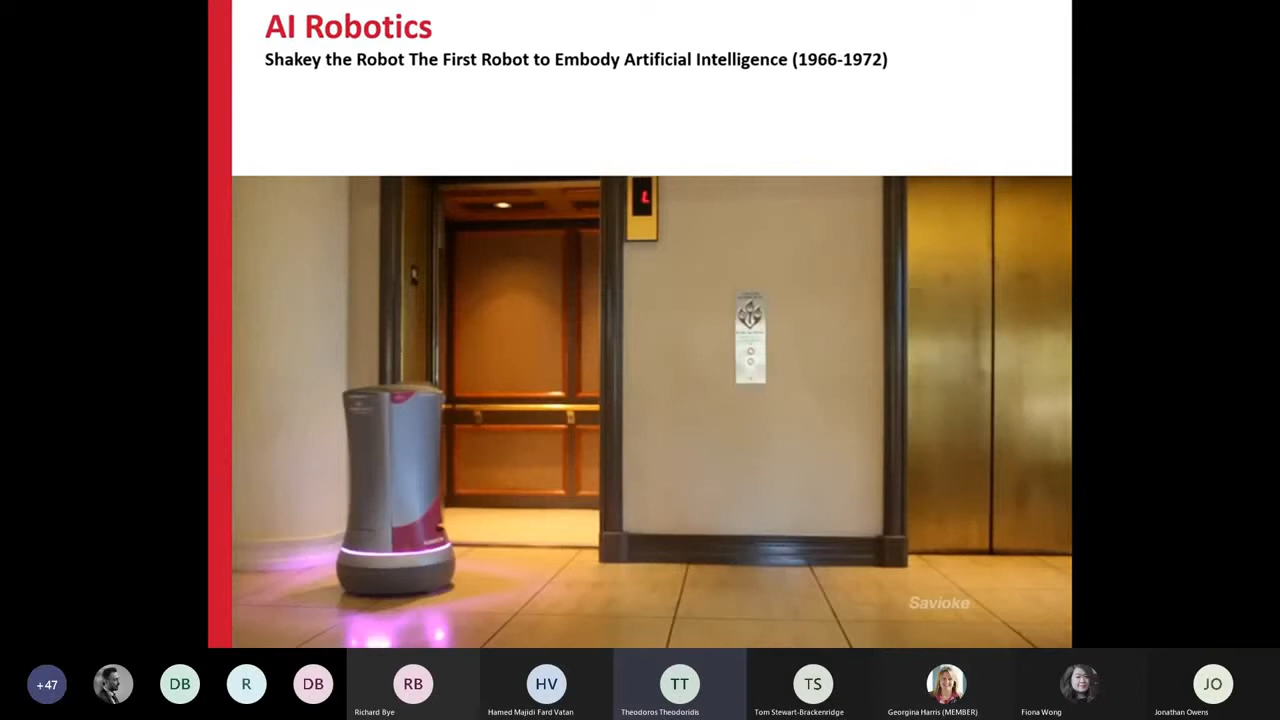 AI Robotics
Shakey the Robot The First Robot to Embody Artificial Intelligence (1966-1972)
L
Savioke
+47
DB
R
DB
RB
HV
TT
TS
JO
Richard Bye
Hamed Majidi Fard Vatan
Theodoros Theodoridis
Tom Stewart-Brackenridge
Georgina Harris (MEMBER)
Fiona Wong
Jonathan Owens